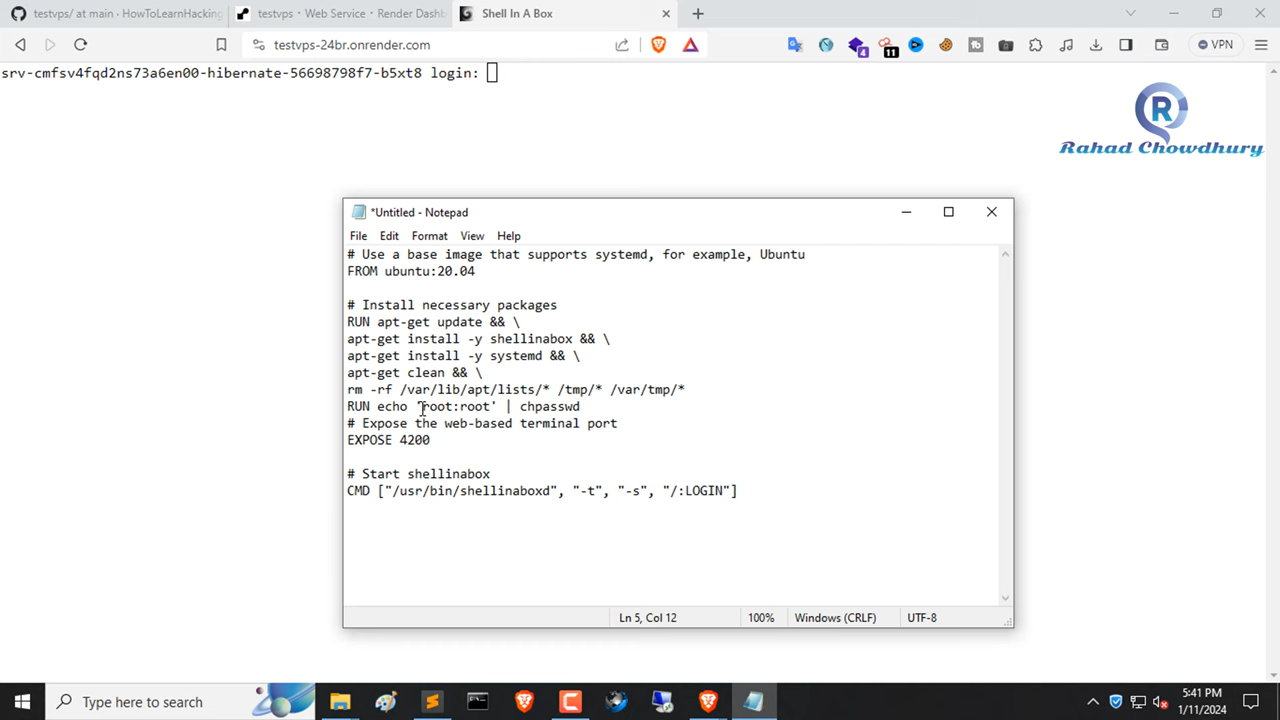 testvps/ at main · HowToLearnHacking
testvps · Web Service · Render Dashb
Shell In A Box
testvps-24br.onrender.com
4
11
VPN
srv-cmfsv4fqd2ns73a6en00-hibernate-56698798f7-b5xt8 login:
R
Rahad Chowdhury
*Untitled - Notepad
File Edit Format View Help
# Use a base image that supports systemd, for example, Ubuntu
FROM ubuntu:20.04
# Install necessary packages
RUN apt-get update && \
apt-get install -y shellinabox && \
apt-get install -y systemd && \
apt-get clean && \
rm -rf /var/lib/apt/lists/* /tmp/* /var/tmp/*
RUN echo 'root:root' | chpasswd
# Expose the web-based terminal port
EXPOSE 4200
# Start shellinabox
CMD ["/usr/bin/shellinaboxd", "-t", "-s", "/:LOGIN"]
Ln 5, Col 12 100% Windows (CRLF) UTF-8
Type here to search
5:41 PM
1/11/2024